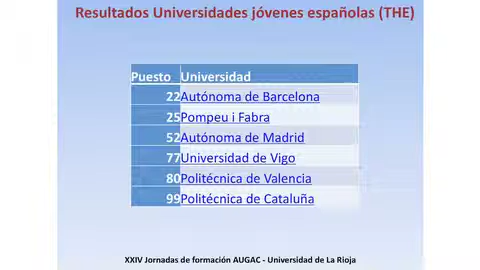 Resultados Universidades jóvenes españolas (THE)
Puesto Universidad
22 Autónoma de Barcelona
25 Pompeu i Fabra
52 Autónoma de Madrid
77 Universidad de Vigo
80 Politécnica de Valencia
99 Politécnica de Cataluña
XXIV Jornadas de formación AUGAC - Universidad de La Rioja